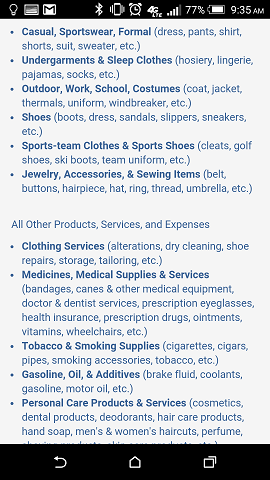 4G 77% 9:35 AM
• Casual, Sportswear, Formal (dress, pants, shirt,
shorts, suit, sweater, etc.)
• Undergarments & Sleep Clothes (hosiery, lingerie,
pajamas, socks, etc.)
• Outdoor, Work, School, Costumes (coat, jacket,
thermals, uniform, windbreaker, etc.)
• Shoes (boots, dress, sandals, slippers, sneakers,
etc.)
• Sports-team Clothes & Sports Shoes (cleats, golf
shoes, ski boots, team uniform, etc.)
• Jewelry, Accessories, & Sewing Items (belt,
buttons, hairpiece, hat, ring, thread, umbrella, etc.)
All Other Products, Services, and Expenses
• Clothing Services (alterations, dry cleaning, shoe
repairs, storage, tailoring, etc.)
• Medicines, Medical Supplies & Services
(bandages, canes & other medical equipment,
doctor & dentist services, prescription eyeglasses,
health insurance, prescription drugs, ointments,
vitamins, wheelchairs, etc.)
• Tobacco & Smoking Supplies (cigarettes, cigars,
pipes, smoking accessories, tobacco, etc.)
• Gasoline, Oil, & Additives (brake fluid, coolants,
gasoline, motor oil, etc.)
• Personal Care Products & Services (cosmetics,
dental products, deodorants, hair care products,
hand soap, men's & women's haircuts, perfume,